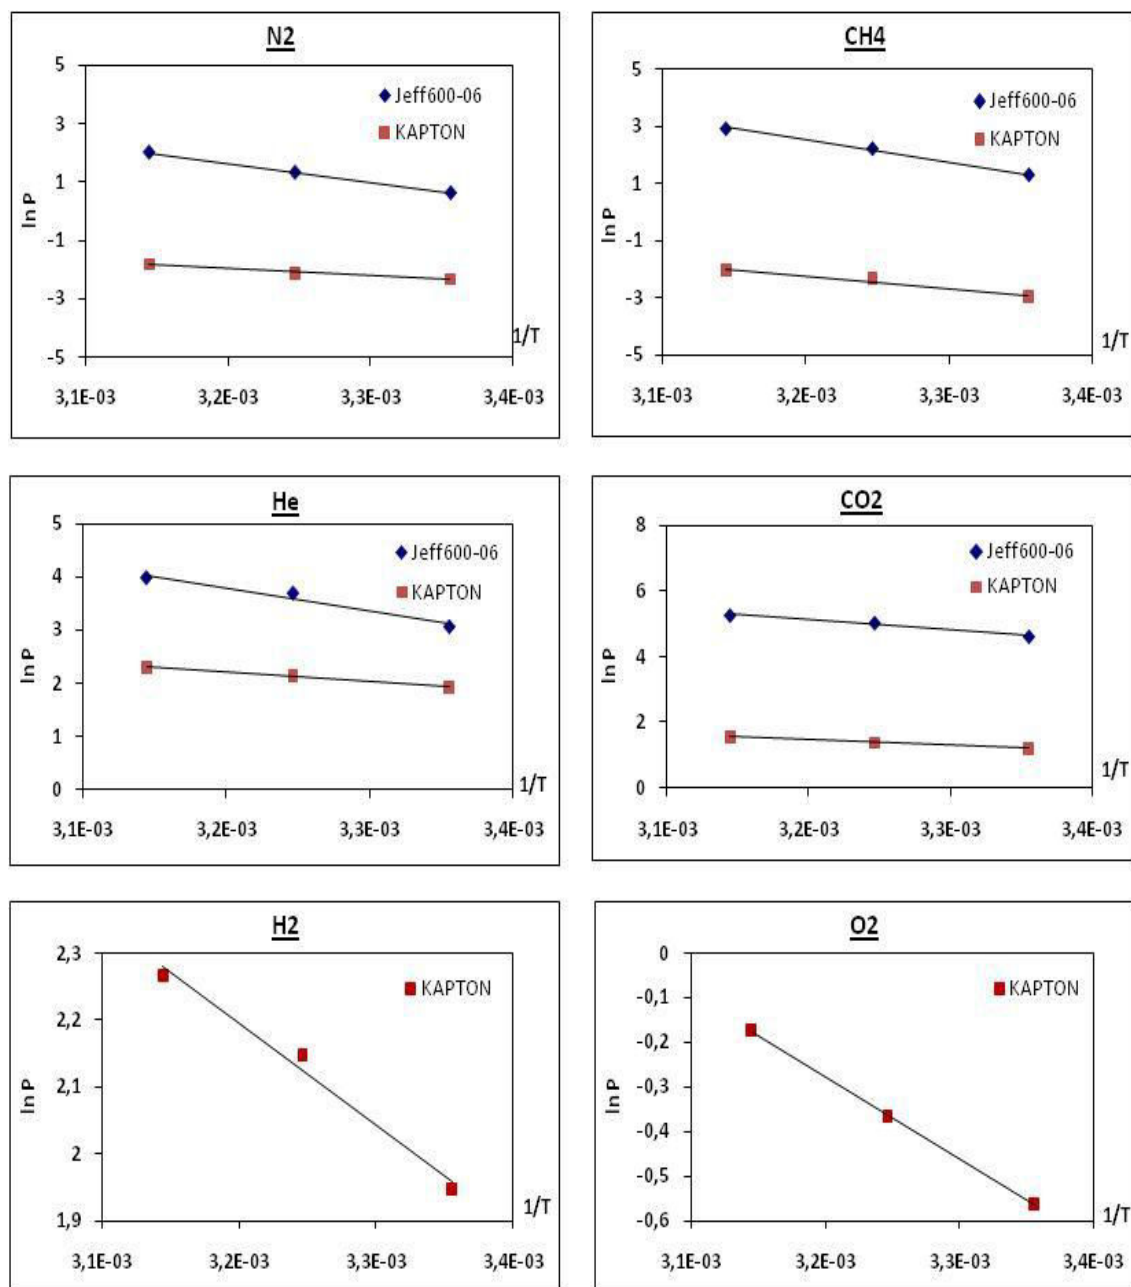 N2
5
3
1
-1
-3
-5
ln P
Jeff600-06
KAPTON
1/T
3,1E-03 3,2E-03 3,3E-03 3,4E-03
CH4
5
3
1
-1
-3
-5
ln P
Jeff600-06
KAPTON
1/T
3,1E-03 3,2E-03 3,3E-03 3,4E-03
He
5
4
3
2
1
0
ln P
Jeff600-06
KAPTON
1/T
3,1E-03 3,2E-03 3,3E-03 3,4E-03
CO2
8
6
4
2
0
ln P
Jeff600-06
KAPTON
1/T
3,1E-03 3,2E-03 3,3E-03 3,4E-03
H2
2,3
2,2
2,1
2
1,9
ln P
KAPTON
1/T
3,1E-03 3,2E-03 3,3E-03 3,4E-03
O2
0
-0,1
-0,2
-0,3
-0,4
-0,5
-0,6
ln P
KAPTON
1/T
3,1E-03 3,2E-03 3,3E-03 3,4E-03